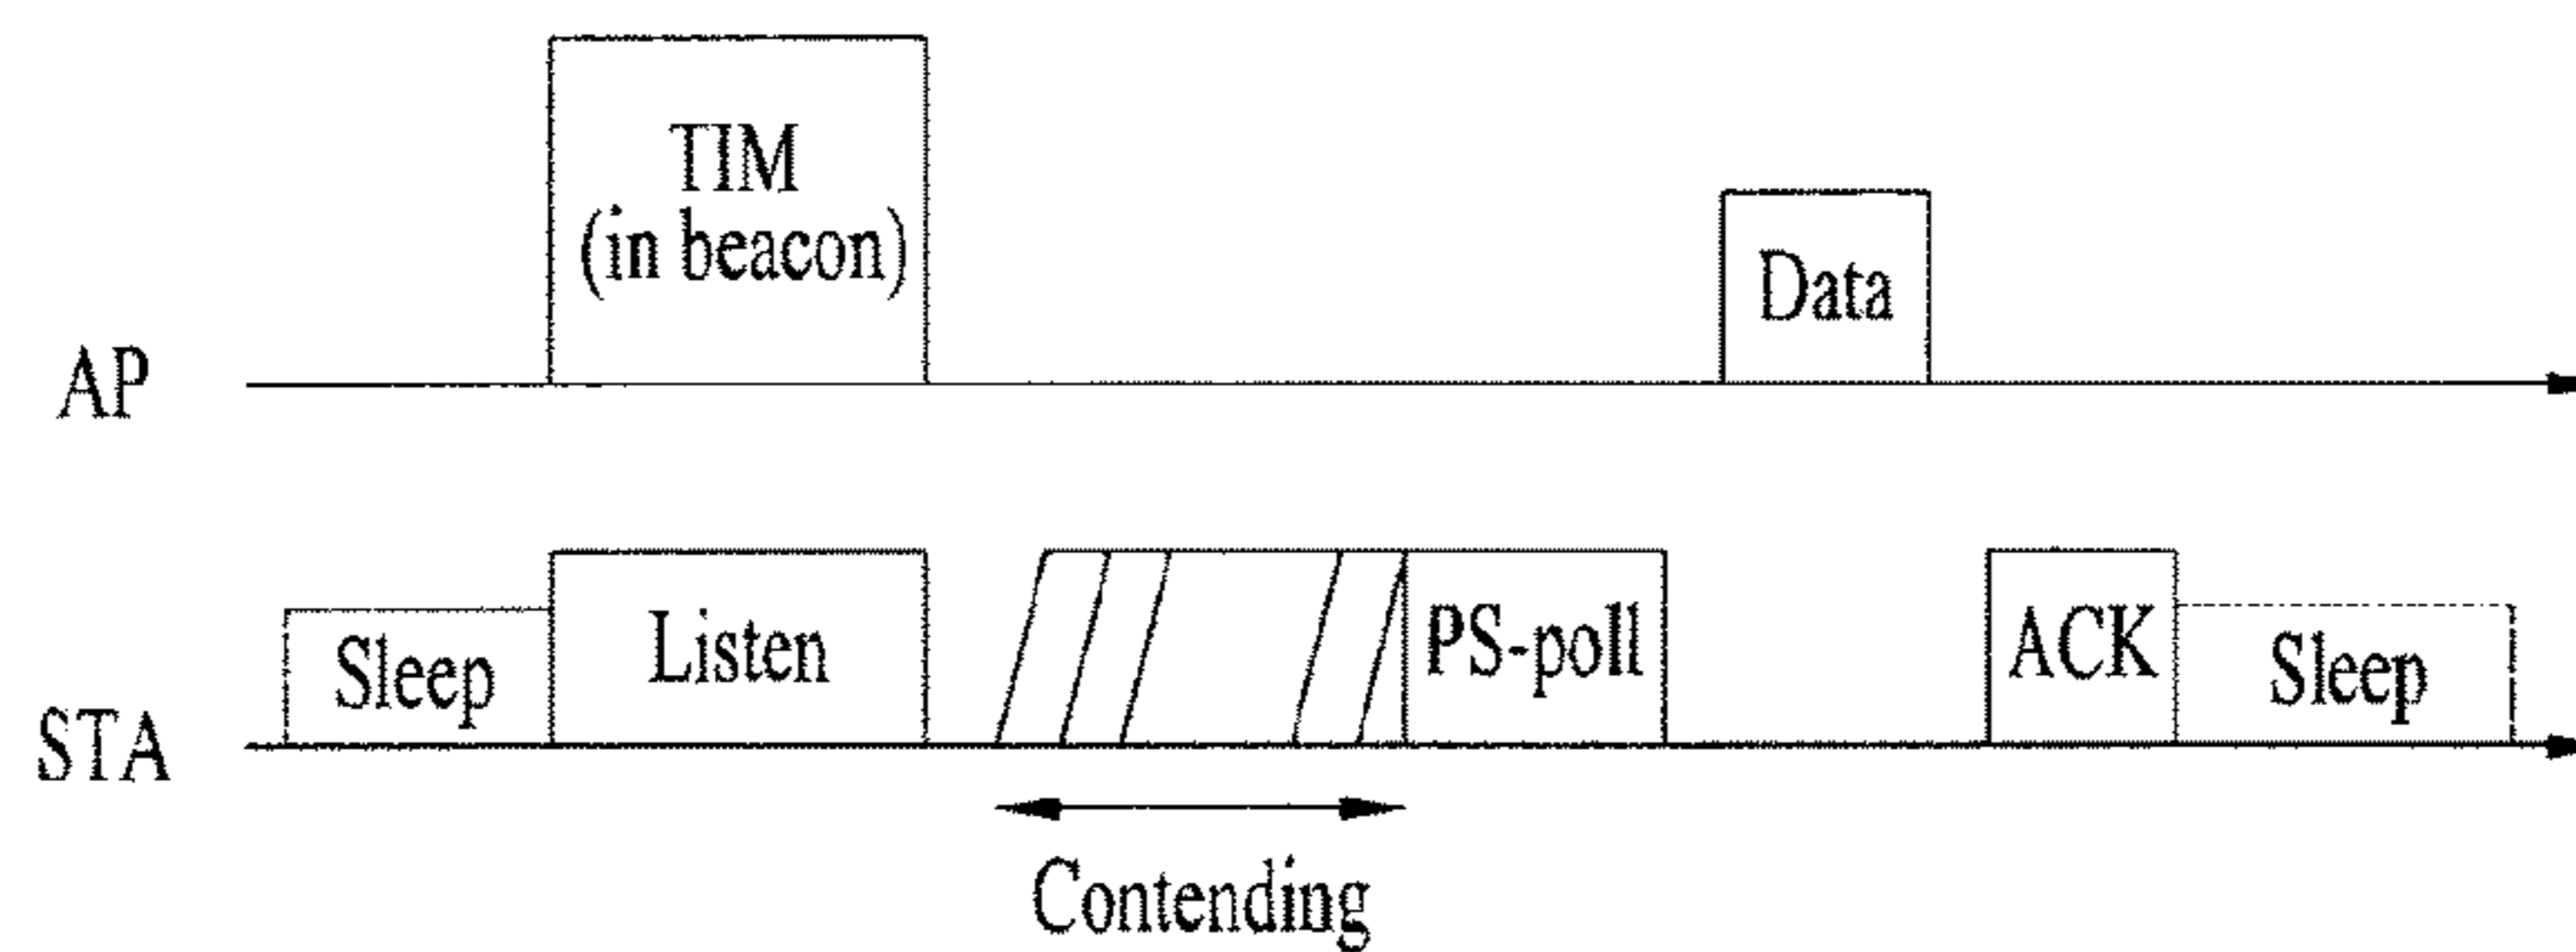 TIM
(in beacon)
Data
AP
Sleep
Listen
PS-poll
ACK
Sleep
STA
Contending